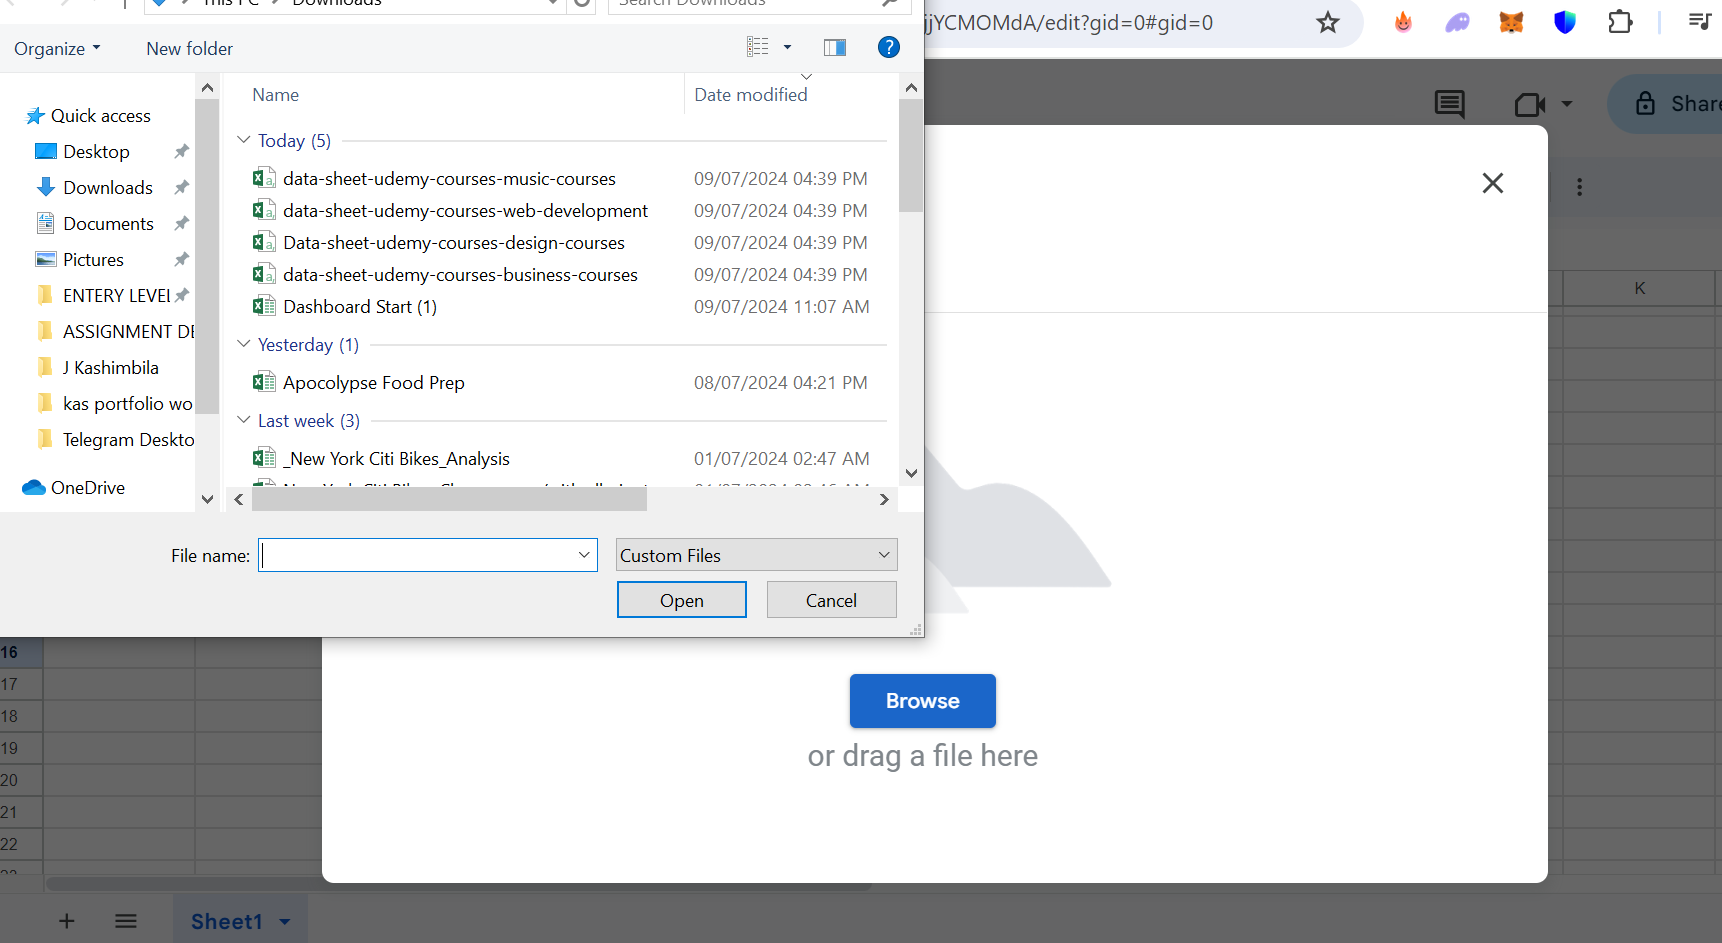 This PC > Downloads
Search Downloads
jjYCMOMdA/edit?gid=0#gid=0
Organize
New folder
?
Share
Name
Date modified
Quick access
Desktop
Downloads
Documents
Pictures
ENTERY LEVEL
ASSIGNMENT DE
J Kashimbila
kas portfolio wo
Telegram Deskto
OneDrive
Today (5)
data-sheet-udemy-courses-music-courses 09/07/2024 04:39 PM
data-sheet-udemy-courses-web-development 09/07/2024 04:39 PM
Data-sheet-udemy-courses-design-courses 09/07/2024 04:39 PM
data-sheet-udemy-courses-business-courses 09/07/2024 04:39 PM
Dashboard Start (1) 09/07/2024 11:07 AM
Yesterday (1)
Apocolypse Food Prep 08/07/2024 04:21 PM
Last week (3)
_New York Citi Bikes_Analysis 01/07/2024 02:47 AM
File name:
Custom Files
Open
Cancel
K
16
17
18
19
20
21
22
Browse
or drag a file here
Sheet1